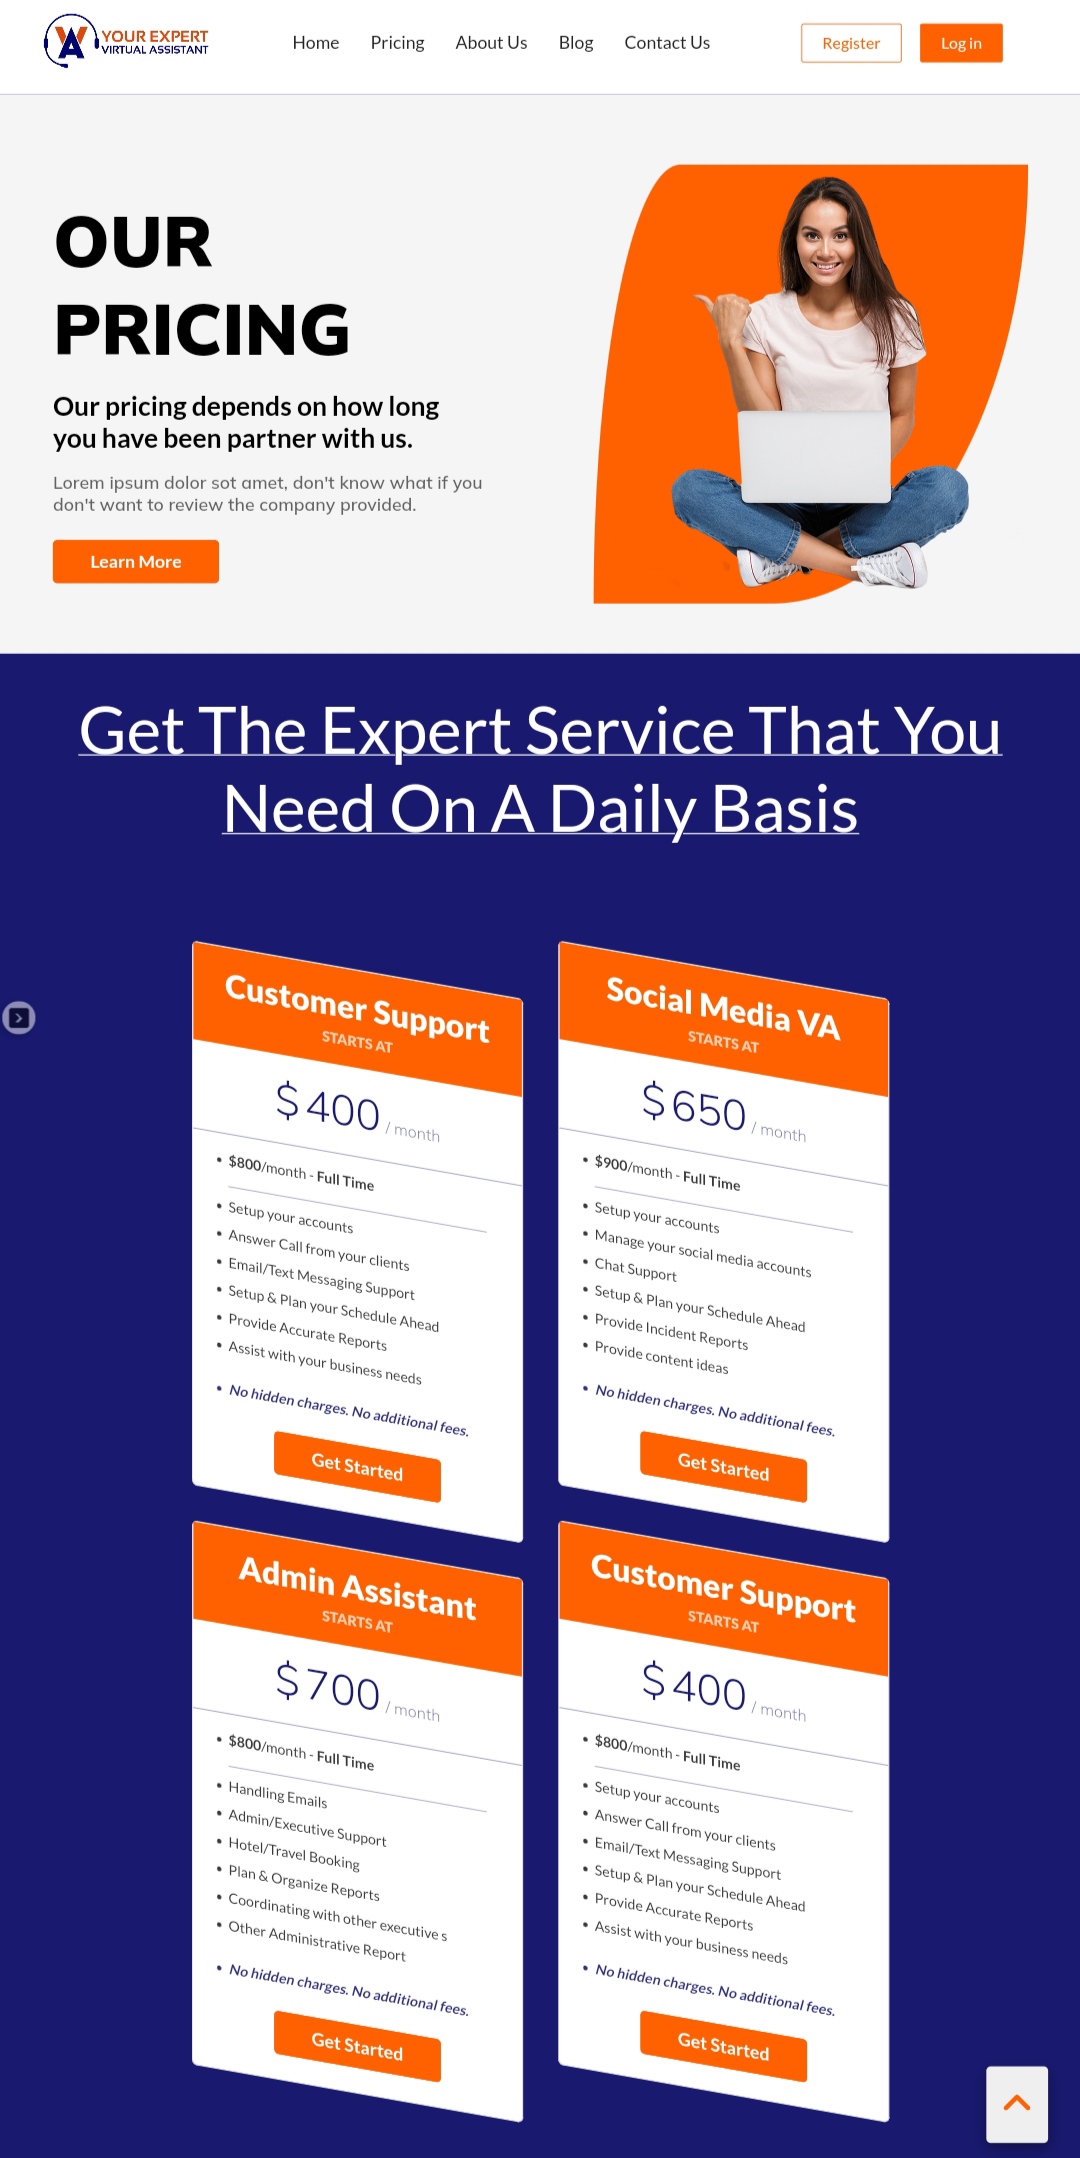 YOUR EXPERT
VIRTUAL ASSISTANT
Home Pricing About Us Blog Contact Us Register Log in
OUR
PRICING
Our pricing depends on how long
you have been partner with us.
Lorem ipsum dolor sot amet, don't know what if you
don't want to review the company provided.
Learn More
Get The Expert Service That You
Need On A Daily Basis
Customer Support
STARTS AT
$ 400 / month
• $800/month - Full Time
• Setup your accounts
• Answer Call from your clients
• Email/Text Messaging Support
• Setup & Plan your Schedule Ahead
• Provide Accurate Reports
• Assist with your business needs
• No hidden charges. No additional fees.
Get Started
Social Media VA
STARTS AT
$ 650 / month
• $900/month - Full Time
• Setup your accounts
• Manage your social media accounts
• Chat Support
• Setup & Plan your Schedule Ahead
• Provide Incident Reports
• Provide content ideas
• No hidden charges. No additional fees.
Get Started
Admin Assistant
STARTS AT
$ 700 / month
• $800/month - Full Time
• Handling Emails
• Admin/Executive Support
• Hotel/Travel Booking
• Plan & Organize Reports
• Coordinating with other executive s
• Other Administrative Report
• No hidden charges. No additional fees.
Get Started
Customer Support
STARTS AT
$ 400 / month
• $800/month - Full Time
• Setup your accounts
• Answer Call from your clients
• Email/Text Messaging Support
• Setup & Plan your Schedule Ahead
• Provide Accurate Reports
• Assist with your business needs
• No hidden charges. No additional fees.
Get Started